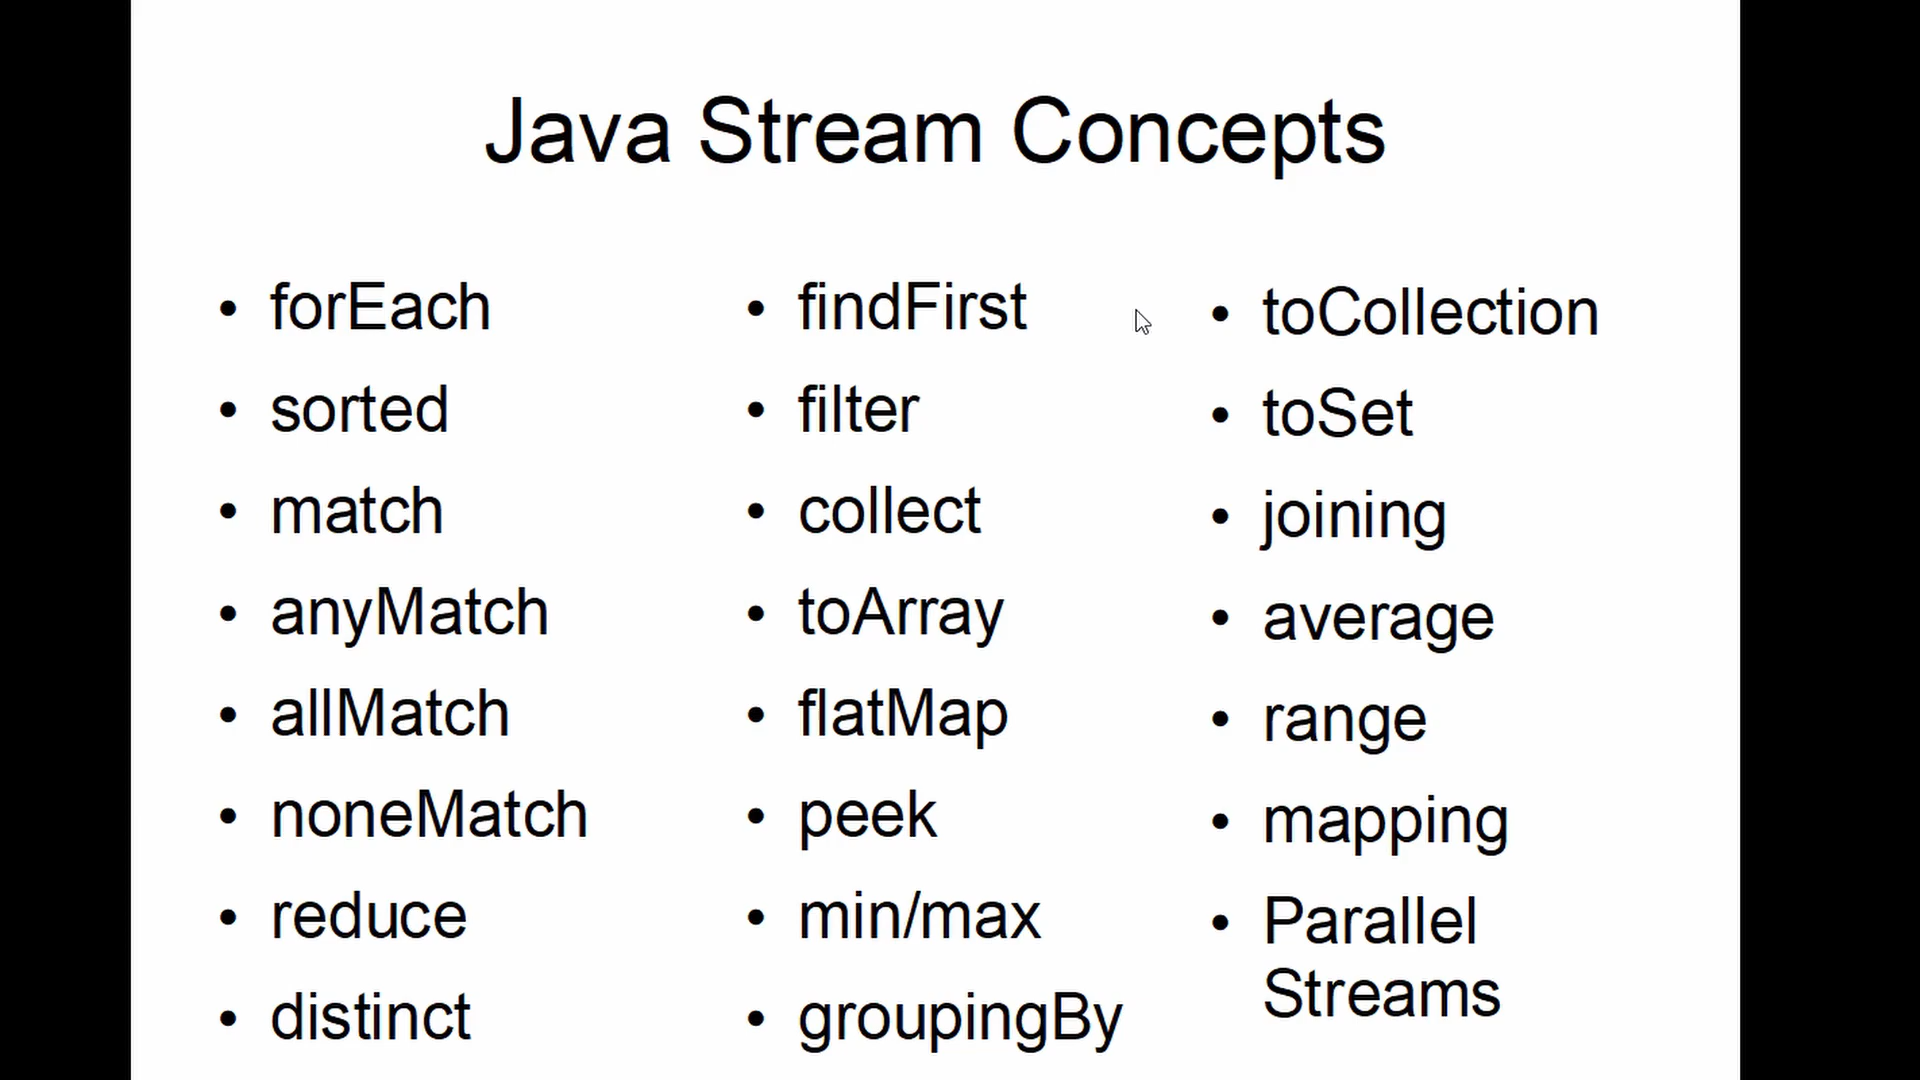 Java Stream Concepts
• forEach
• sorted
• match
• anyMatch
• allMatch
• noneMatch
• reduce
• distinct
• findFirst
• filter
• collect
• toArray
• flatMap
• peek
• min/max
• groupingBy
• toCollection
• toSet
• joining
• average
• range
• mapping
• Parallel
Streams